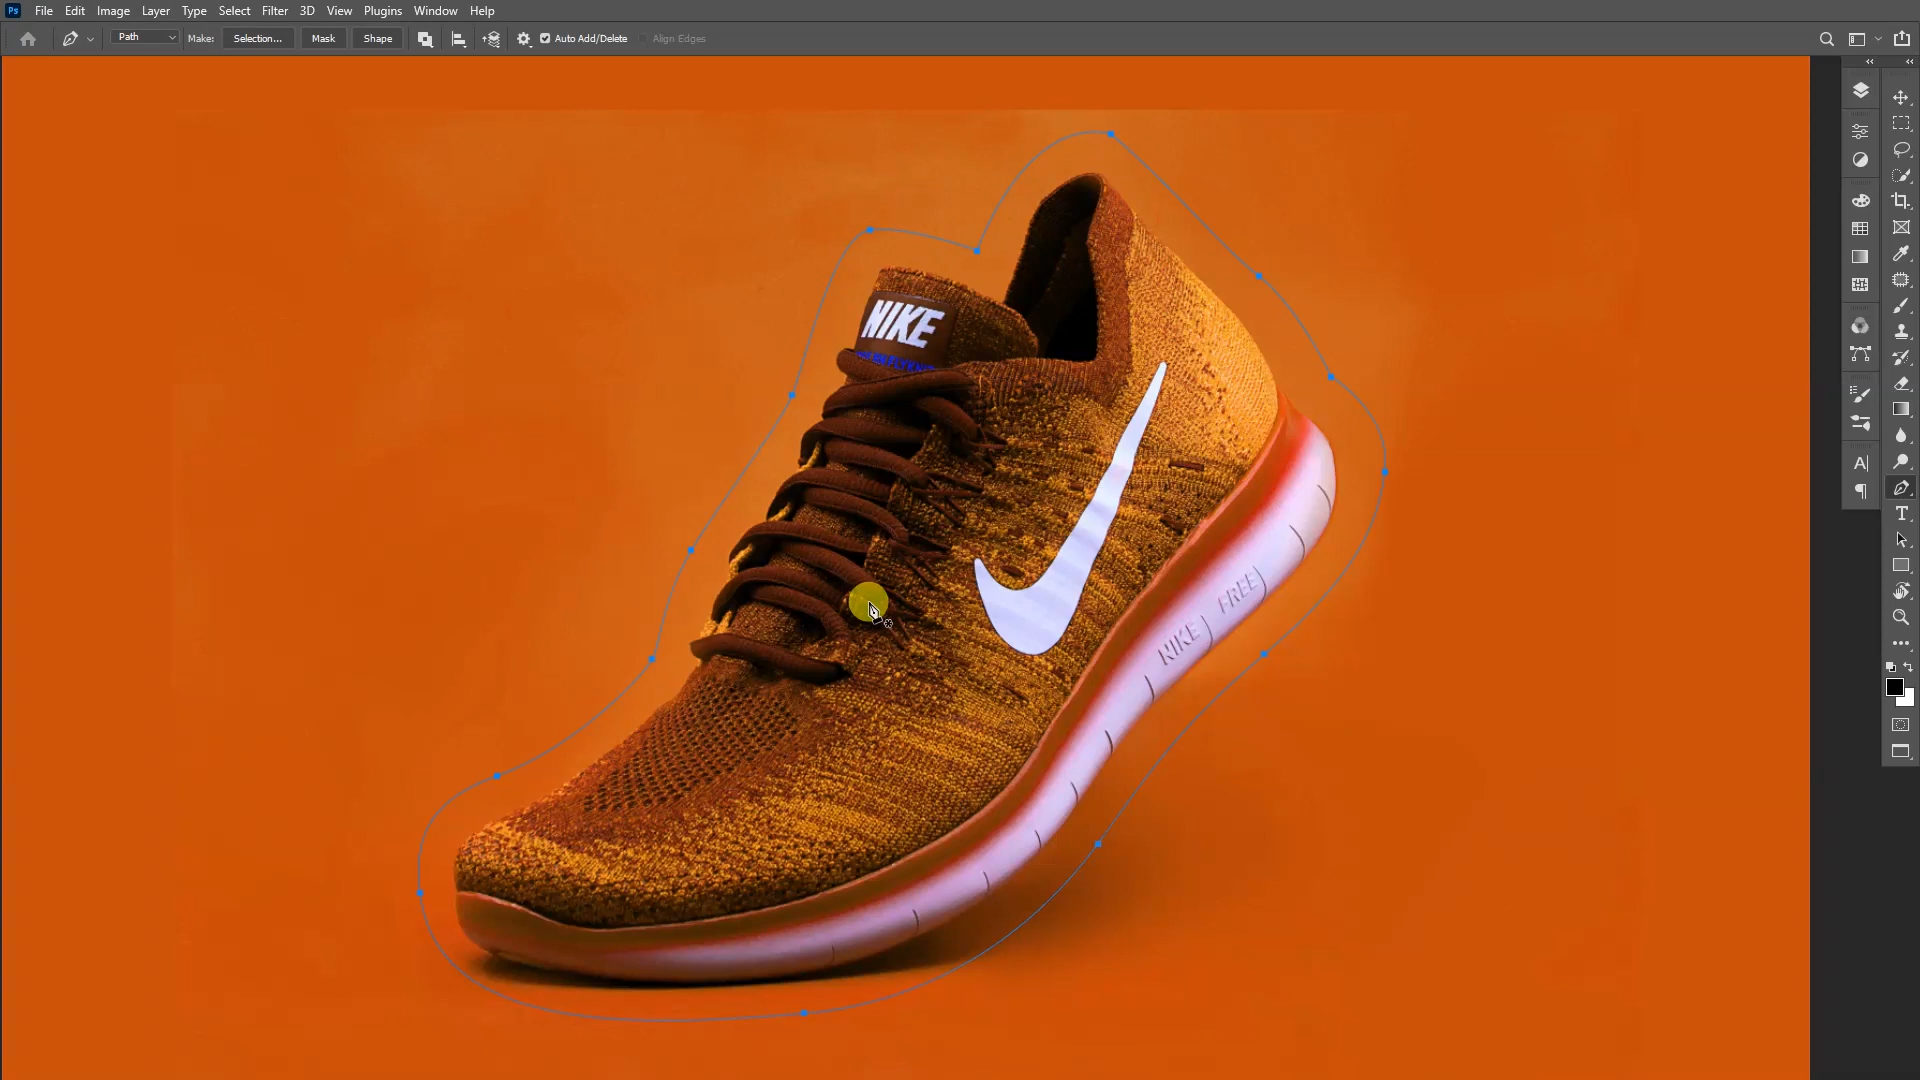 Ps File Edit Image Layer Type Select Filter 3D View Plugins Window Help
Path Make: Selection... Mask Shape Auto Add/Delete Align Edges
NIKE
NIKE FREE